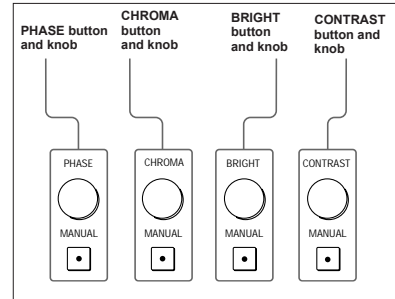 PHASE button
and knob
CHROMA
button
and knob
BRIGHT
button
and knob
CONTRAST
button and
knob
PHASE
MANUAL
CHROMA
MANUAL
BRIGHT
MANUAL
CONTRAST
MANUAL